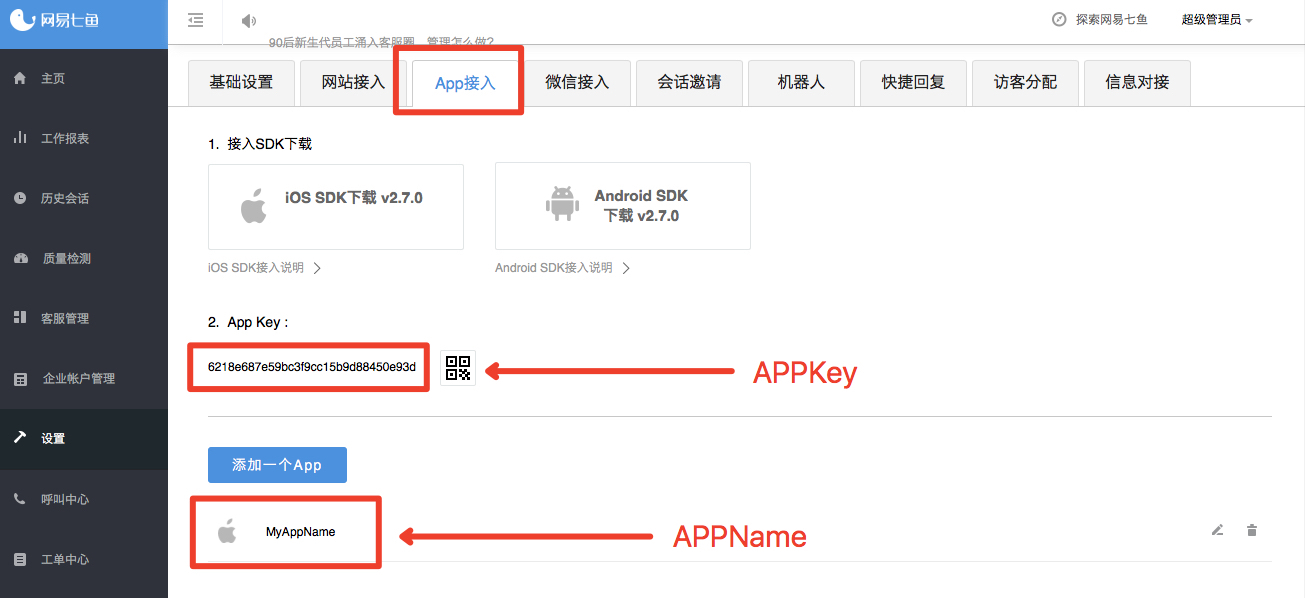 网易七鱼
探索网易七鱼
超级管理员
90后新生代员工涌入客服圈，管理怎么做?
主页
工作报表
历史会话
质量检测
客服管理
企业帐户管理
设置
呼叫中心
工单中心
基础设置
网站接入
App接入
微信接入
会话邀请
机器人
快捷回复
访客分配
信息对接
1. 接入SDK下载
iOS SDK下载 v2.7.0
Android SDK
下载 v2.7.0
iOS SDK接入说明
Android SDK接入说明
2. App Key :
6218e687e59bc3f9cc15b9d88450e93d
APPKey
添加一个App
MyAppName
APPName